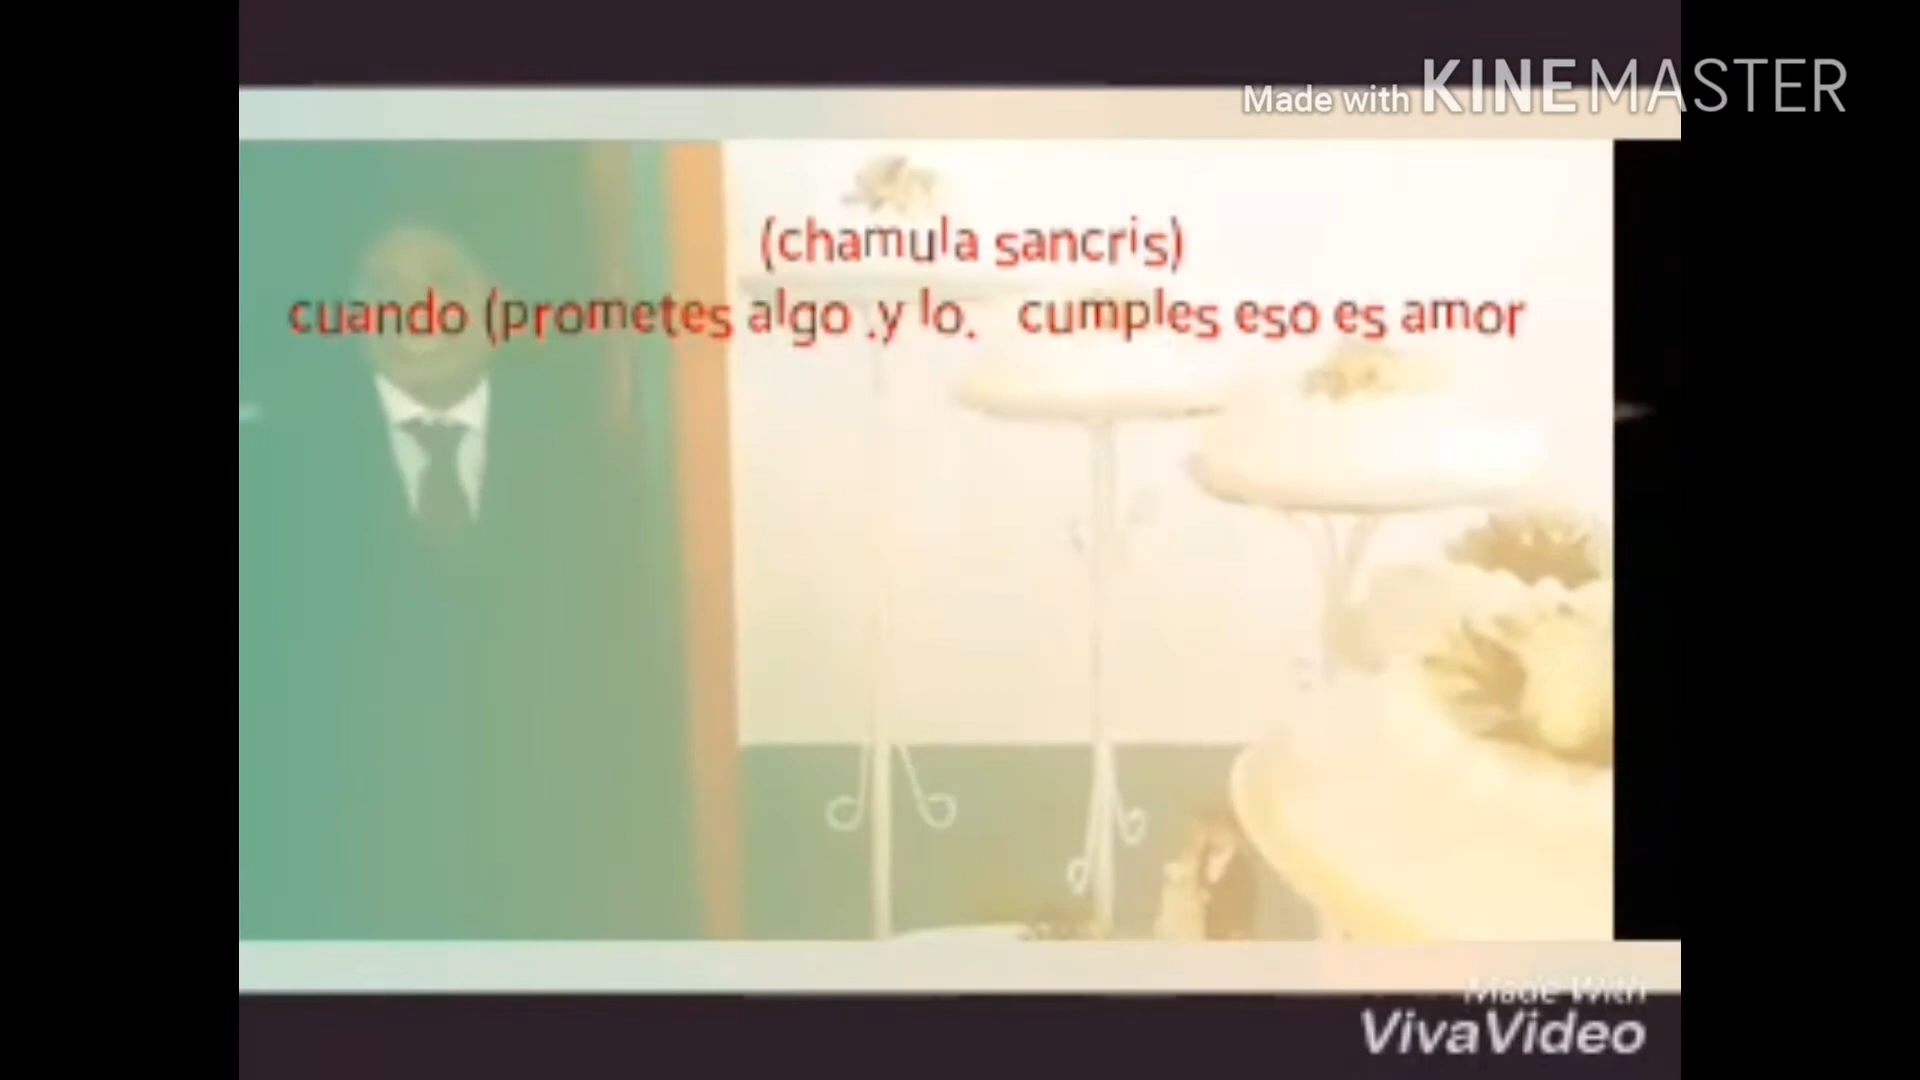 Made with KINEMASTER
(chamula sancris)
cuando (prometes algo .y lo.   cumples eso es amor
Made With
VivaVideo